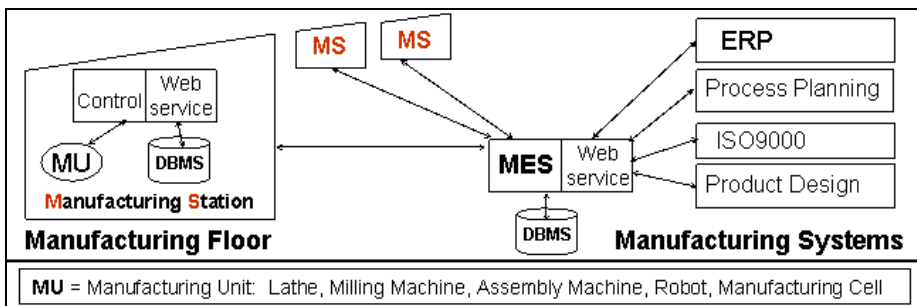 MS
MS
ERP
Process Planning
ISO9000
Product Design
Control
Web
service
MU
DBMS
Manufacturing Station
MES
Web
service
DBMS
Manufacturing Floor
Manufacturing Systems
MU = Manufacturing Unit: Lathe, Milling Machine, Assembly Machine, Robot, Manufacturing Cell